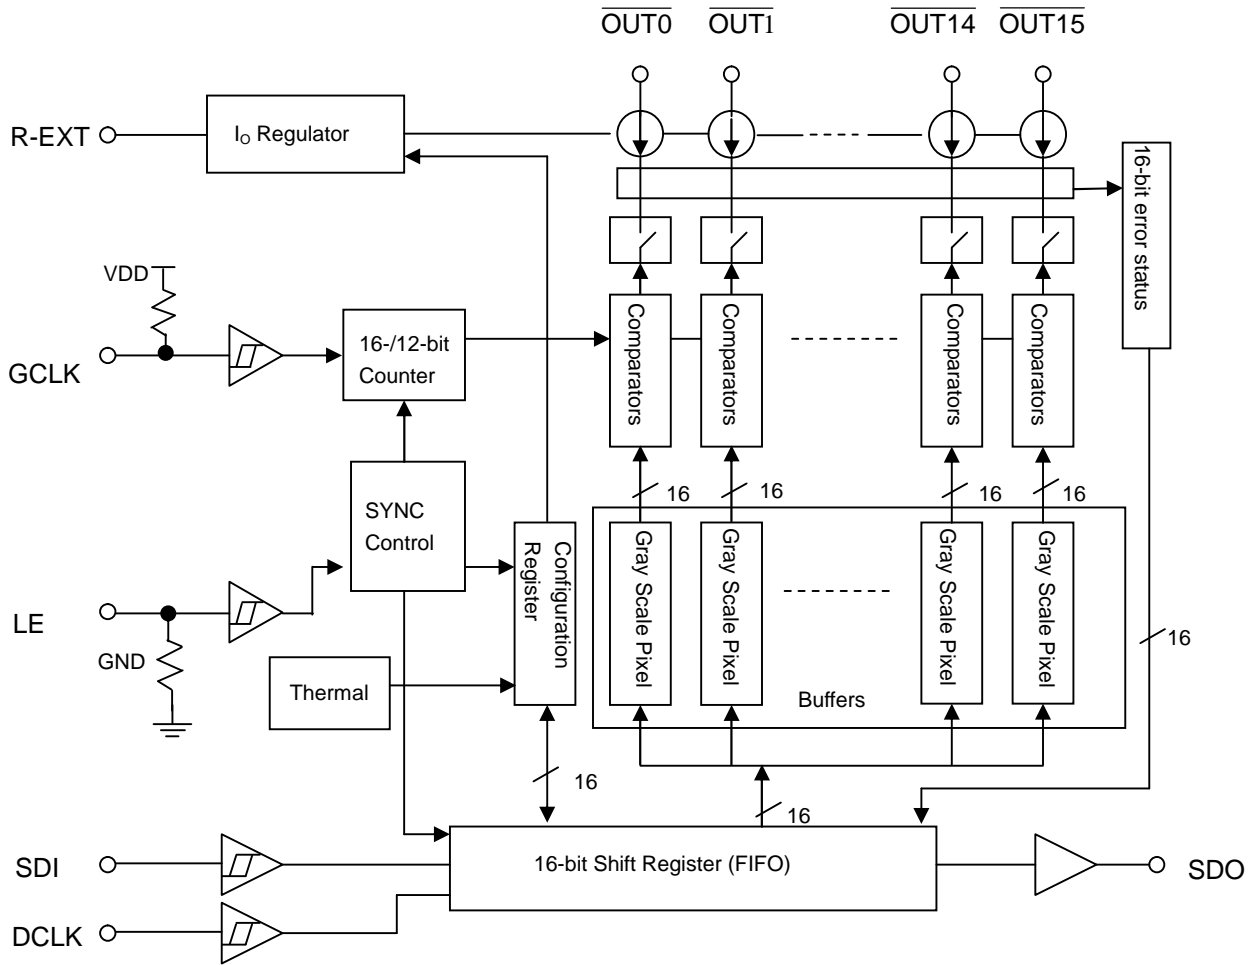 OUT0 OUT1 OUT14 OUT15
R-EXT
IO Regulator
16-bit error status
VDD
GCLK
16-/12-bit
Counter
Comparators
Comparators
Comparators
Comparators
16
16
16
16
SYNC
Control
Configuration
Register
Gray Scale Pixel
Gray Scale Pixel
Gray Scale Pixel
Gray Scale Pixel
LE
GND
Thermal
Buffers
16
16
16
SDI
16-bit Shift Register (FIFO)
SDO
DCLK